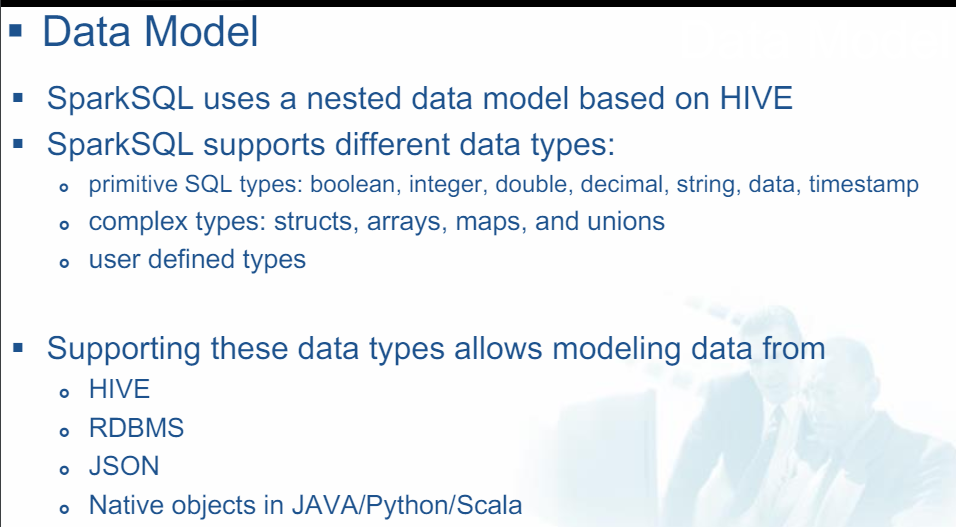 Data Model
SparkSQL uses a nested data model based on HIVE
SparkSQL supports different data types:
primitive SQL types: boolean, integer, double, decimal, string, data, timestamp
complex types: structs, arrays, maps, and unions
user defined types
Supporting these data types allows modeling data from
HIVE
RDBMS
JSON
Native objects in JAVA/Python/Scala